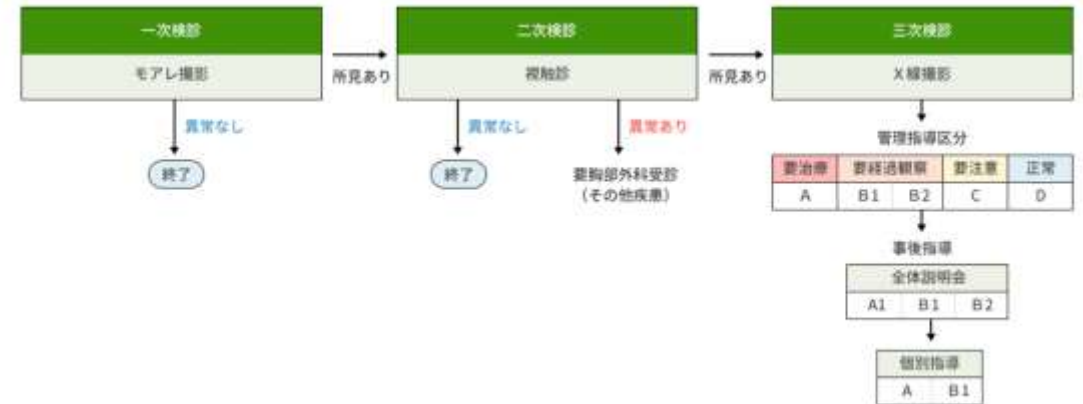 一次検診
モアレ撮影
所見あり
二次検診
視触診
所見あり
三次検診
X線撮影
異常なし
終了
異常なし
異常あり
終了
要胸部外科受診
(その他疾患)
管理指導区分
要治療 要経過観察 要注意 正常
A B1 B2 C D
事後指導
全体説明会
A1 B1 B2
個別指導
A B1